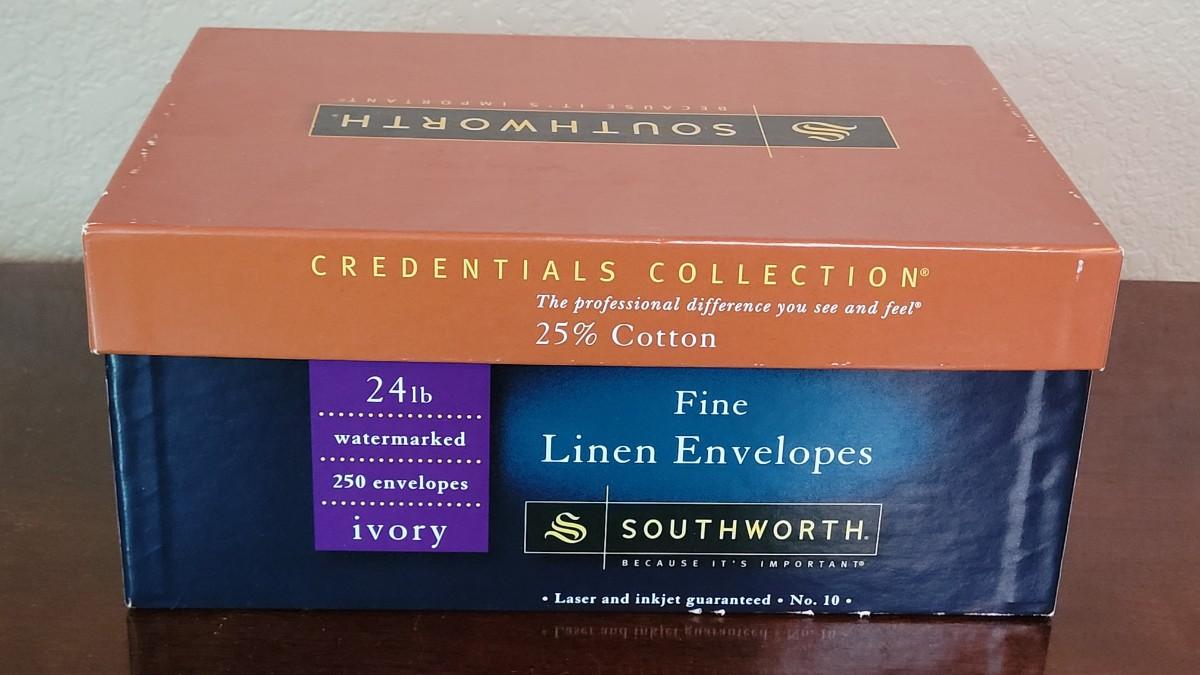 BECAUSE IT'S IMPORTANT®
SOUTHWORTH®
CREDENTIALS COLLECTION®
The professional difference you see and feel®
25% Cotton
24lb
watermarked
250 envelopes
ivory
Fine
Linen Envelopes
S SOUTHWORTH®
BECAUSE IT'S IMPORTANT®
• Laser and inkjet guaranteed • No. 10 •